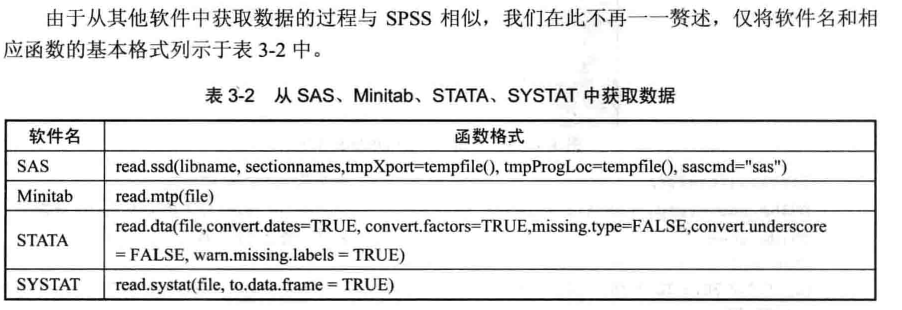 由于从其他软件中获取数据的过程与 SPSS 相似，我们在此不再一一赘述，仅将软件名和相
应函数的基本格式列示于表 3-2 中。
表 3-2 从 SAS、Minitab、STATA、SYSTAT 中获取数据
软件名 函数格式
SAS read.ssd(libname, sectionnames,tmpXport=tempfile(), tmpProgLoc=tempfile(), sascmd="sas")
Minitab read.mtp(file)
STATA read.dta(file,convert.dates=TRUE, convert.factors=TRUE,missing.type=FALSE,convert.underscore
= FALSE, warn.missing.labels = TRUE)
SYSTAT read.systat(file, to.data.frame = TRUE)